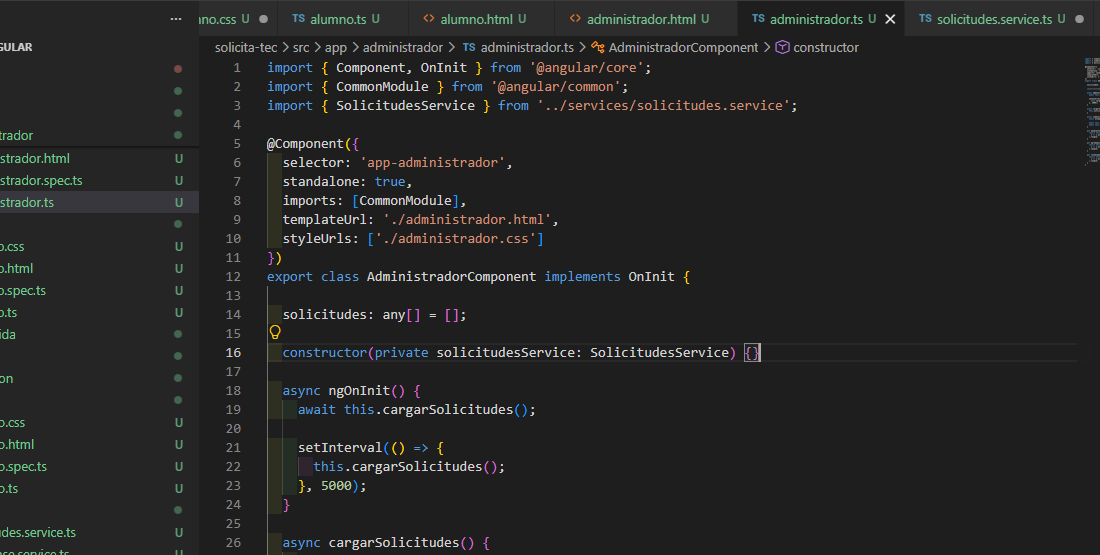 no.css U
TS alumno.ts U
<> alumno.html U
<> administrador.html U
TS administrador.ts U ×
TS solicitudes.service.ts U
...
GULAR
solicita-tec > src > app > administrador > TS administrador.ts > AdministradorComponent > constructor
trador
strador.html U
strador.spec.ts U
strador.ts U
o.css U
o.html U
o.spec.ts U
o.ts U
ida
on
o.css U
o.html U
o.spec.ts U
o.ts U
udes.service.ts U
ase.service.ts U
1 import { Component, OnInit } from '@angular/core';
2 import { CommonModule } from '@angular/common';
3 import { SolicitudesService } from '../services/solicitudes.service';
4
5 @Component({
6 selector: 'app-administrador',
7 standalone: true,
8 imports: [CommonModule],
9 templateUrl: './administrador.html',
10 styleUrls: ['./administrador.css']
11 })
12 export class AdministradorComponent implements OnInit {
13
14 solicitudes: any[] = [];
15
16 constructor(private solicitudesService: SolicitudesService) {}
17
18 async ngOnInit() {
19 await this.cargarSolicitudes();
20
21 setInterval(() => {
22 this.cargarSolicitudes();
23 }, 5000);
24 }
25
26 async cargarSolicitudes() {